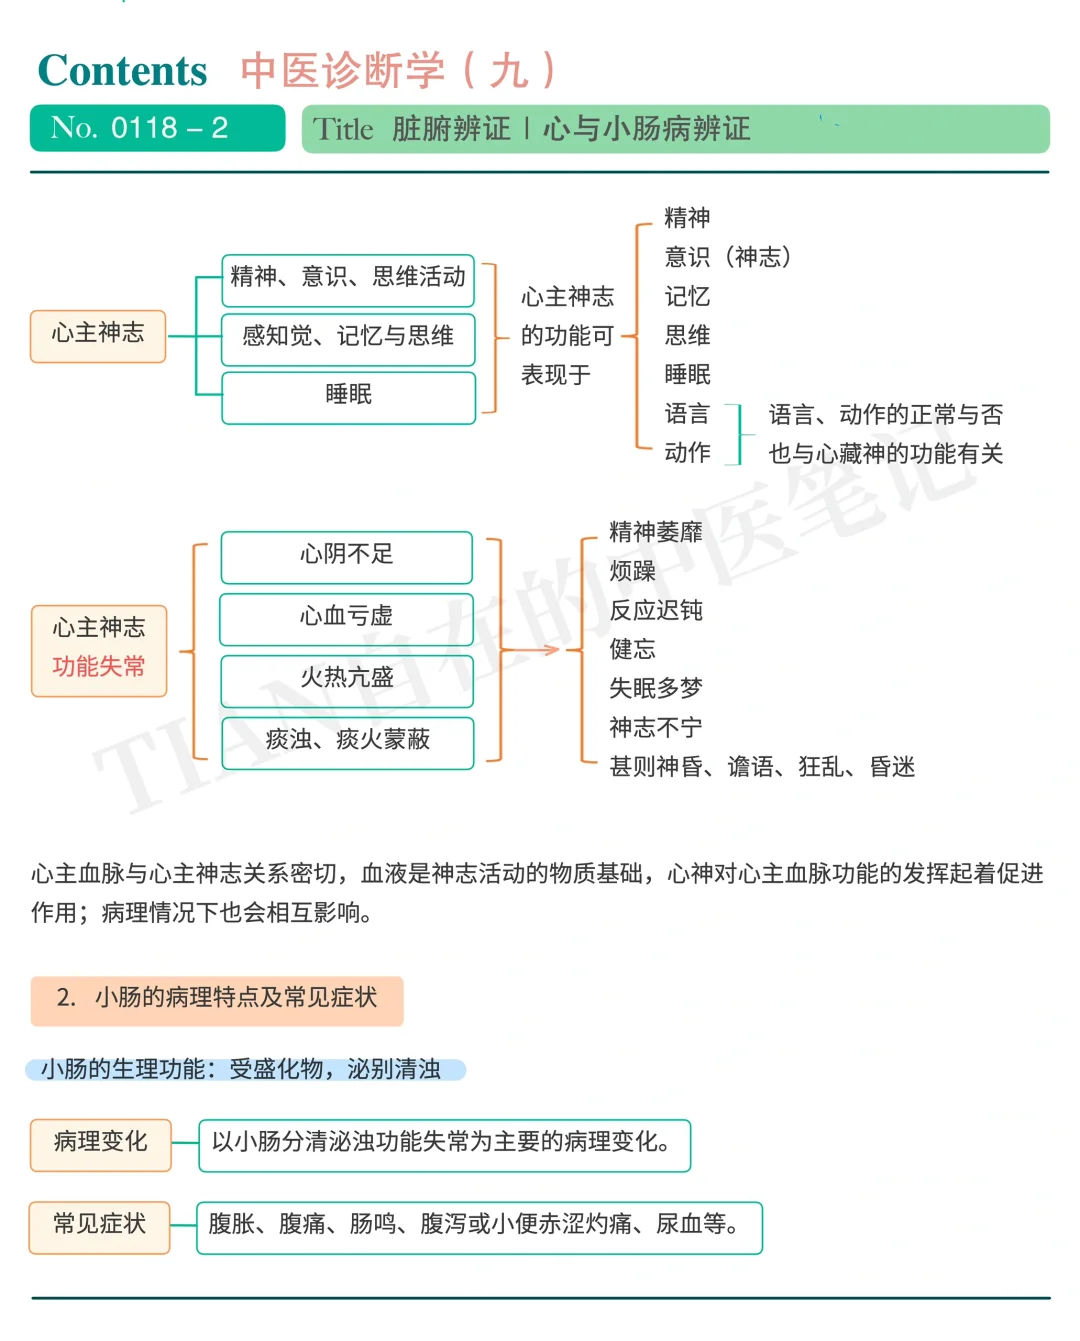 Contents 中医诊断学（九）
No. 0118 – 2
Title 脏腑辨证｜心与小肠病辨证
心主神志
精神、意识、思维活动
感知觉、记忆与思维
睡眠
心主神志
的功能可
表现于
精神
意识（神志）
记忆
思维
睡眠
语言
动作
语言、动作的正常与否
也与心藏神的功能有关
心主神志
功能失常
心阴不足
心血亏虚
火热亢盛
痰浊、痰火蒙蔽
精神萎靡
烦躁
反应迟钝
健忘
失眠多梦
神志不宁
甚则神昏、谵语、狂乱、昏迷
心主血脉与心主神志关系密切，血液是神志活动的物质基础，心神对心主血脉功能的发挥起着促进
作用；病理情况下也会相互影响。
2. 小肠的病理特点及常见症状
小肠的生理功能：受盛化物，泌别清浊
病理变化
以小肠分清泌浊功能失常为主要的病理变化。
常见症状
腹胀、腹痛、肠鸣、腹泻或小便赤涩灼痛、尿血等。
TIAN自在的中医笔记